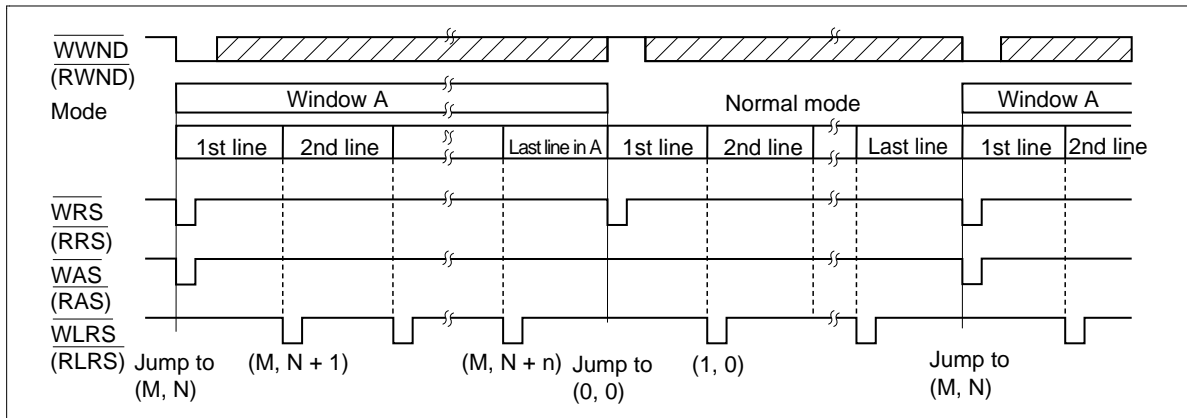 WWND
(RWND)
Mode
Window A
Normal mode
Window A
1st line
2nd line
Last line in A
1st line
2nd line
Last line
1st line
2nd line
WRS
(RRS)
WAS
(RAS)
WLRS
(RLRS)
Jump to
(M, N)
(M, N + 1)
(M, N + n)
Jump to
(0, 0)
(1, 0)
Jump to
(M, N)